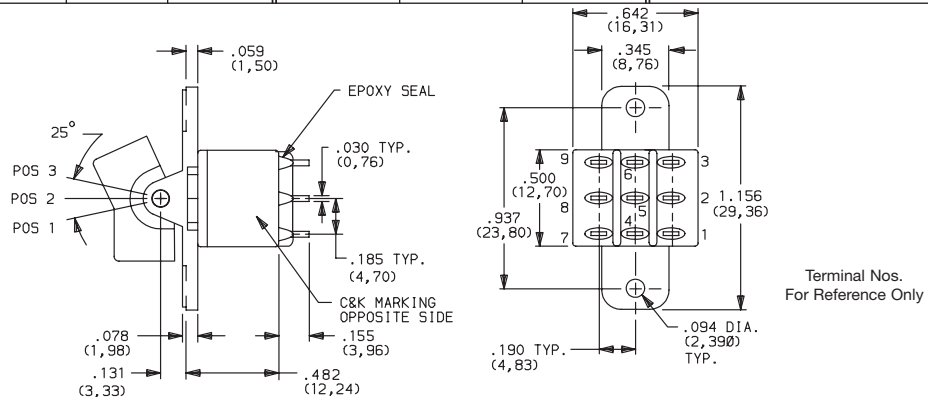 .059
(1,50)
EPOXY SEAL
25°
.030 TYP.
(0,76)
POS 3
POS 2
POS 1
.185 TYP.
(4,70)
C&K MARKING
OPPOSITE SIDE
.078
(1,98)
.155
(3,96)
.131
(3,33)
.482
(12,24)
.642
(16,31)
.345
(8,76)
9
3
6
.500
(12,70)
8
2
5
1.156
(29,36)
.937
(23,80)
4
7
1
Terminal Nos.
For Reference Only
.094 DIA.
(2,39Ø)
TYP.
.190 TYP.
(4,83)